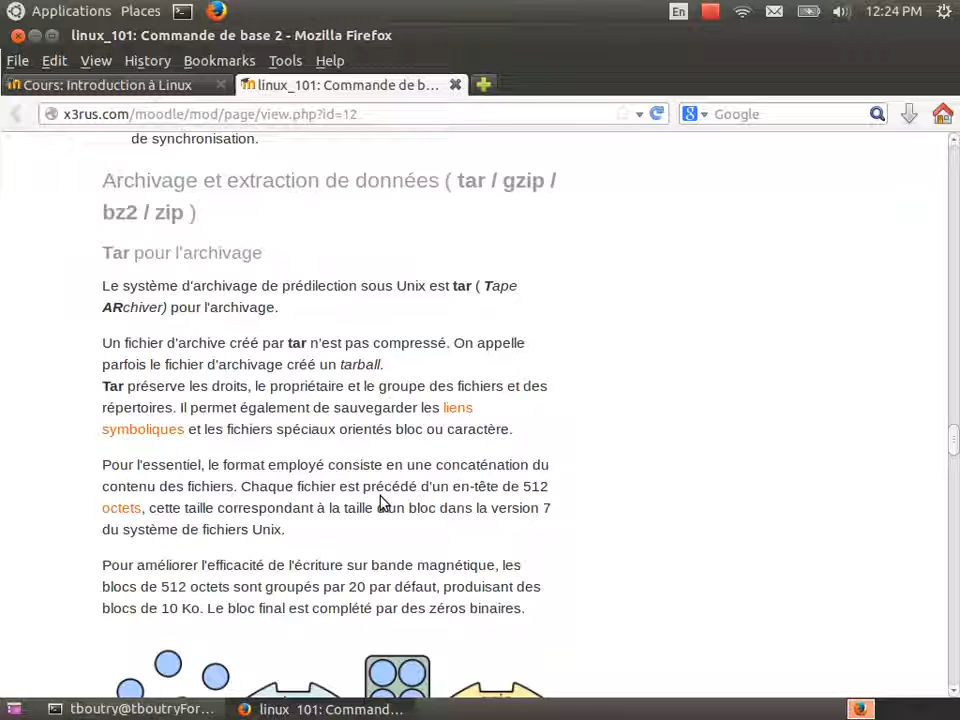 Applications Places En 12:24 PM
linux_101: Commande de base 2 - Mozilla Firefox
File Edit View History Bookmarks Tools Help
Cours: Introduction à Linux linux_101: Commande de b...
x3rus.com/moodle/mod/page/view.php?id=12 Google
de synchronisation.
Archivage et extraction de données ( tar / gzip /
bz2 / zip )
Tar pour l'archivage
Le système d'archivage de prédilection sous Unix est tar ( Tape
ARchiver) pour l'archivage.
Un fichier d'archive créé par tar n'est pas compressé. On appelle
parfois le fichier d'archivage créé un tarball.
Tar préserve les droits, le propriétaire et le groupe des fichiers et des
répertoires. Il permet également de sauvegarder les liens
symboliques et les fichiers spéciaux orientés bloc ou caractère.
Pour l'essentiel, le format employé consiste en une concaténation du
contenu des fichiers. Chaque fichier est précédé d'un en-tête de 512
octets, cette taille correspondant à la taille d'un bloc dans la version 7
du système de fichiers Unix.
Pour améliorer l'efficacité de l'écriture sur bande magnétique, les
blocs de 512 octets sont groupés par 20 par défaut, produisant des
blocs de 10 Ko. Le bloc final est complété par des zéros binaires.
tboutry@tboutryFor... linux_101: Command...